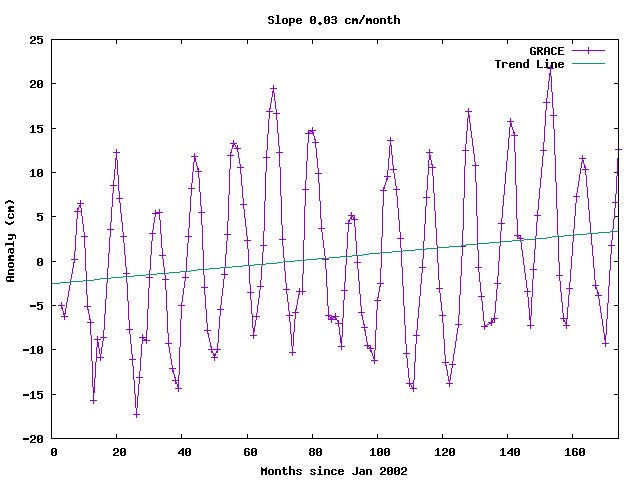 Slope 0.03 cm/month
25
20
15
10
5
0
-5
-10
-15
-20
Anomaly (cm)
GRACE
Trend Line
0 20 40 60 80 100 120 140 160
Months since Jan 2002